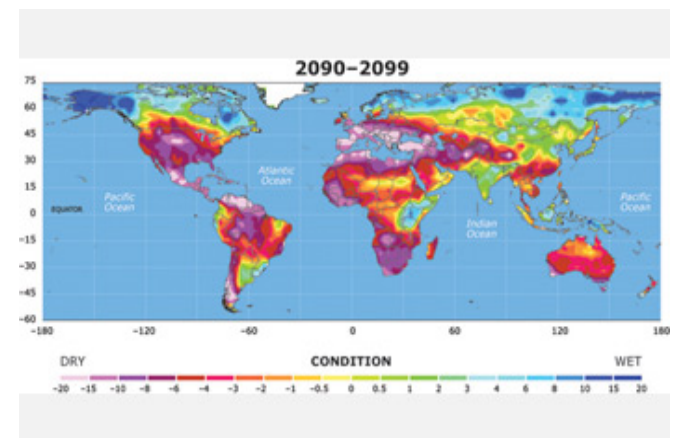 2090–2099
75
60
45
30
15
0
−15
−30
−45
−60
EQUATOR
Pacific
Ocean
Atlantic
Ocean
Indian
Ocean
Pacific
Ocean
−180 −120 −60 0 60 120 180
DRY CONDITION WET
−20 −15 −10 −8 −6 −4 −3 −2 −1 −0.5 0 0.5 1 2 3 4 6 8 10 15 20